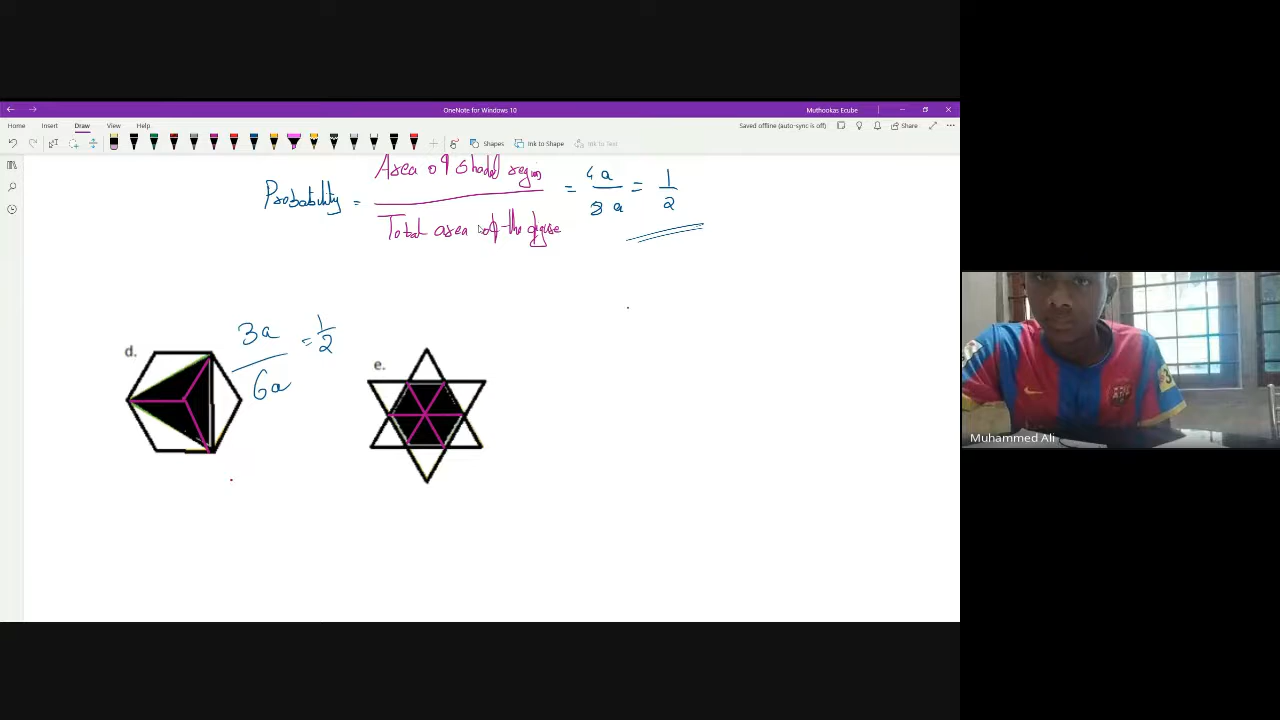 OneNote for Windows 10
Muthookas Ecube
Home Insert Draw View Help
Saved offline (auto-sync is off)
Share
Shapes Ink to Shape Ink to Text
Probability = Area of Shaded region = 4a = 1
Total area of the figure 8 a 2
3a = 1
6a 2
d.
e.
Muhammed Ali